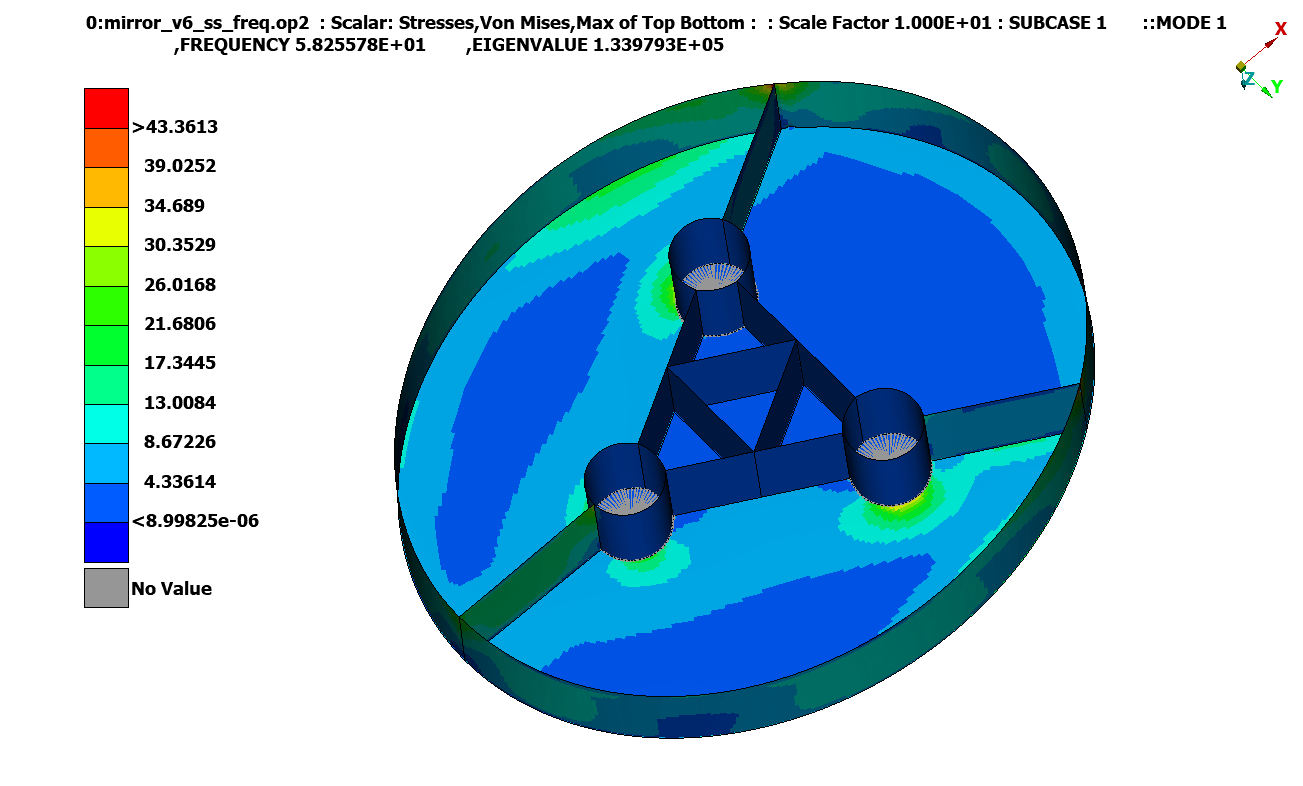 0:mirror_v6_ss_freq.op2 : Scalar: Stresses,Von Mises,Max of Top Bottom : : Scale Factor 1.000E+01 : SUBCASE 1 ::MODE 1
,FREQUENCY 5.825578E+01 ,EIGENVALUE 1.339793E+05
X
Z
Y
>43.3613
39.0252
34.689
30.3529
26.0168
21.6806
17.3445
13.0084
8.67226
4.33614
<8.99825e-06
No Value